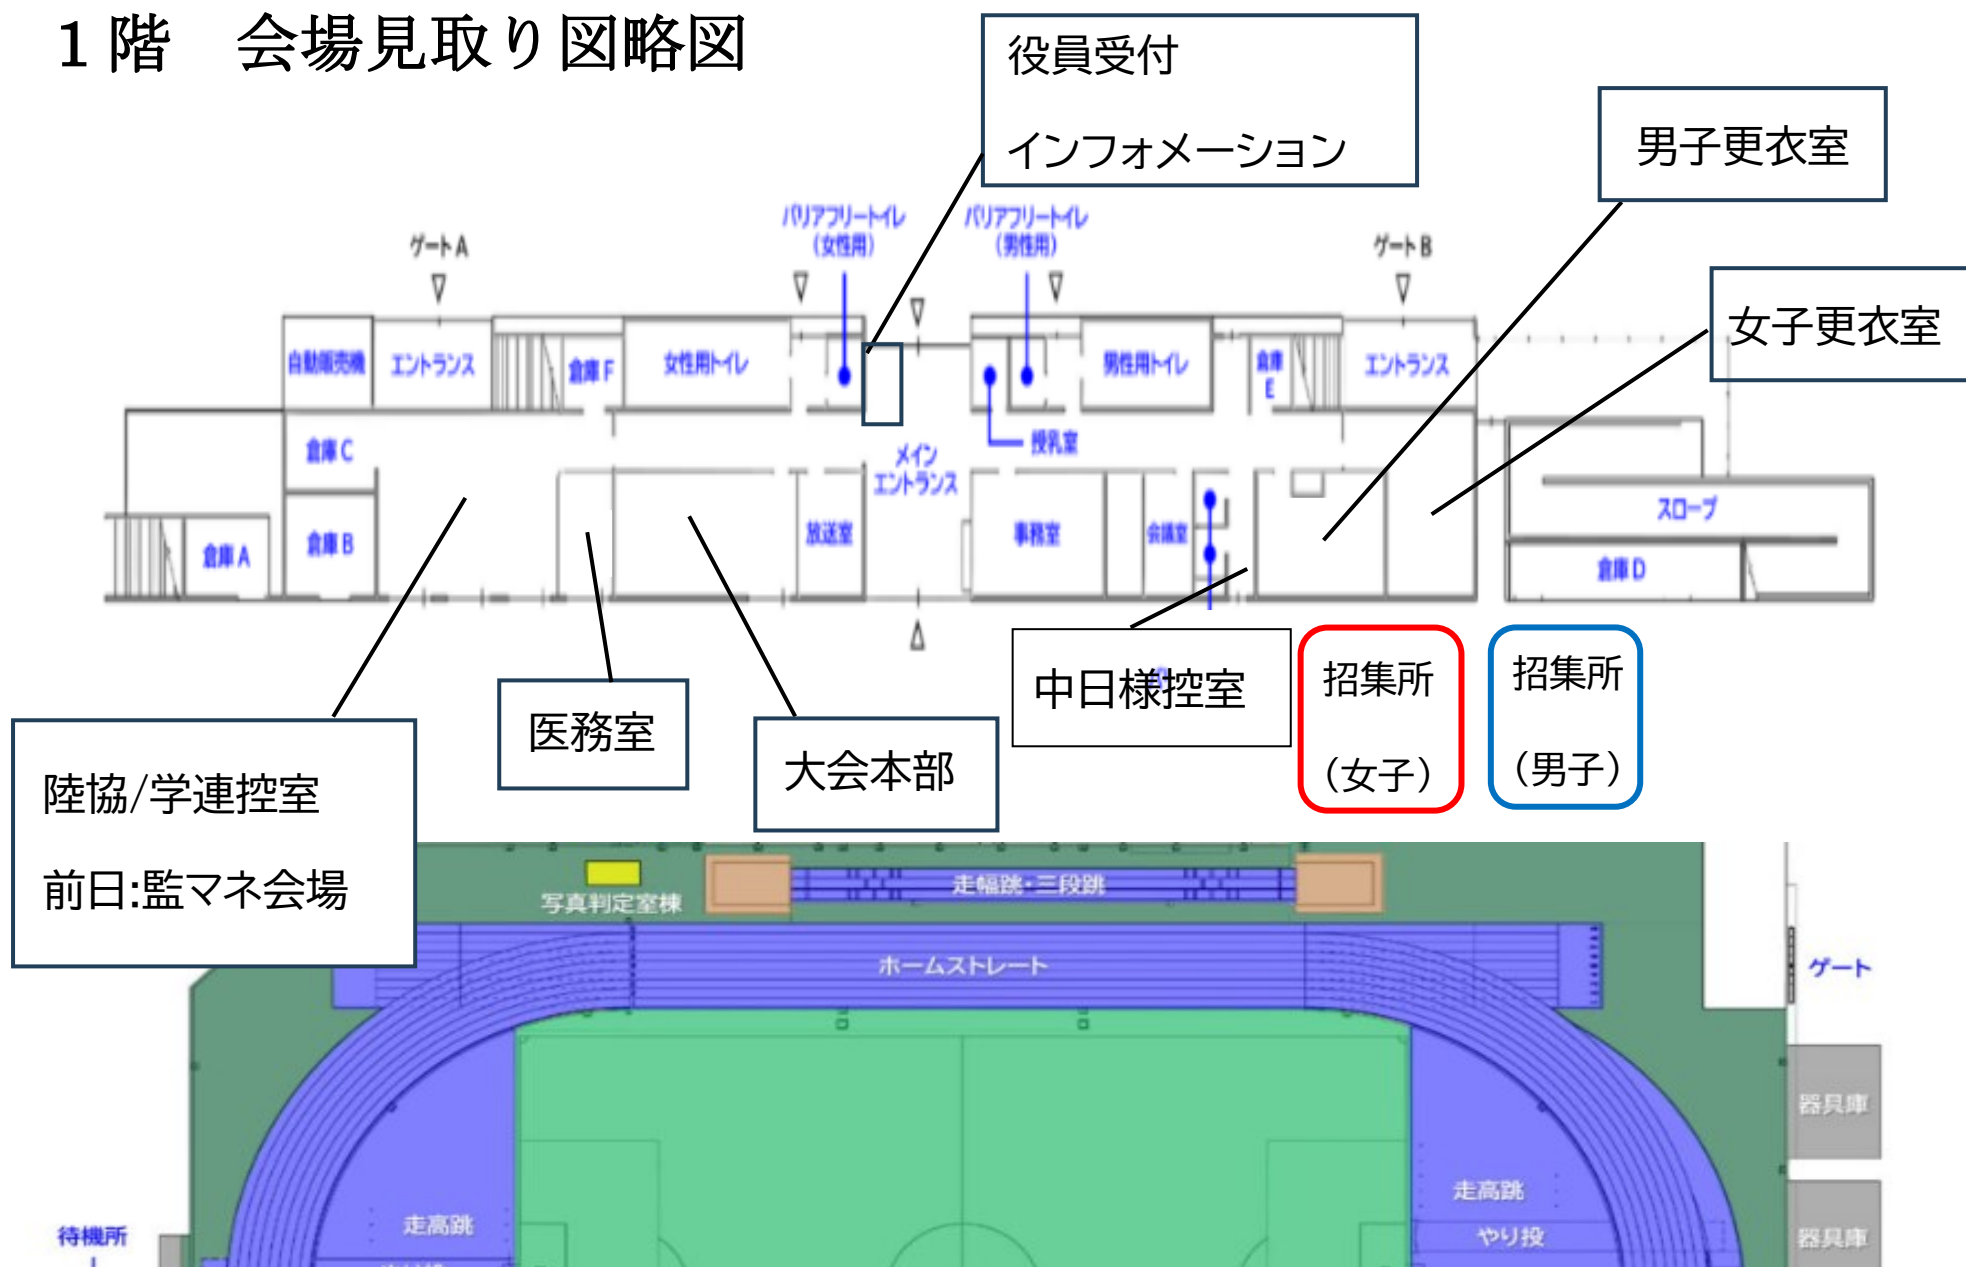 1階　会場見取り図略図
役員受付
インフォメーション
男子更衣室
女子更衣室
バリアフリートイレ
(女性用)
バリアフリートイレ
(男性用)
ゲートA
ゲートB
自動販売機
エントランス
倉庫F
女性用トイレ
男性用トイレ
倉庫
E
エントランス
倉庫C
メイン
エントランス
授乳室
倉庫A
倉庫B
放送室
事務室
会議室
スロープ
倉庫D
中日様控室
招集所
（女子）
招集所
（男子）
医務室
大会本部
陸協/学連控室
前日:監マネ会場
写真判定室棟
走幅跳・三段跳
ホームストレート
ゲート
器具庫
走高跳
やり投
走高跳
待機所
器具庫